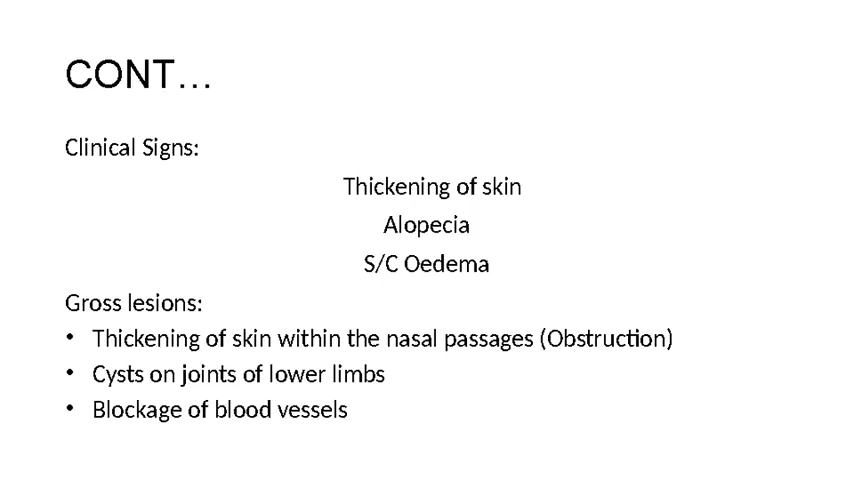 CONT…
Clinical Signs:
Thickening of skin
Alopecia
S/C Oedema
Gross lesions:
• Thickening of skin within the nasal passages (Obstruction)
• Cysts on joints of lower limbs
• Blockage of blood vessels